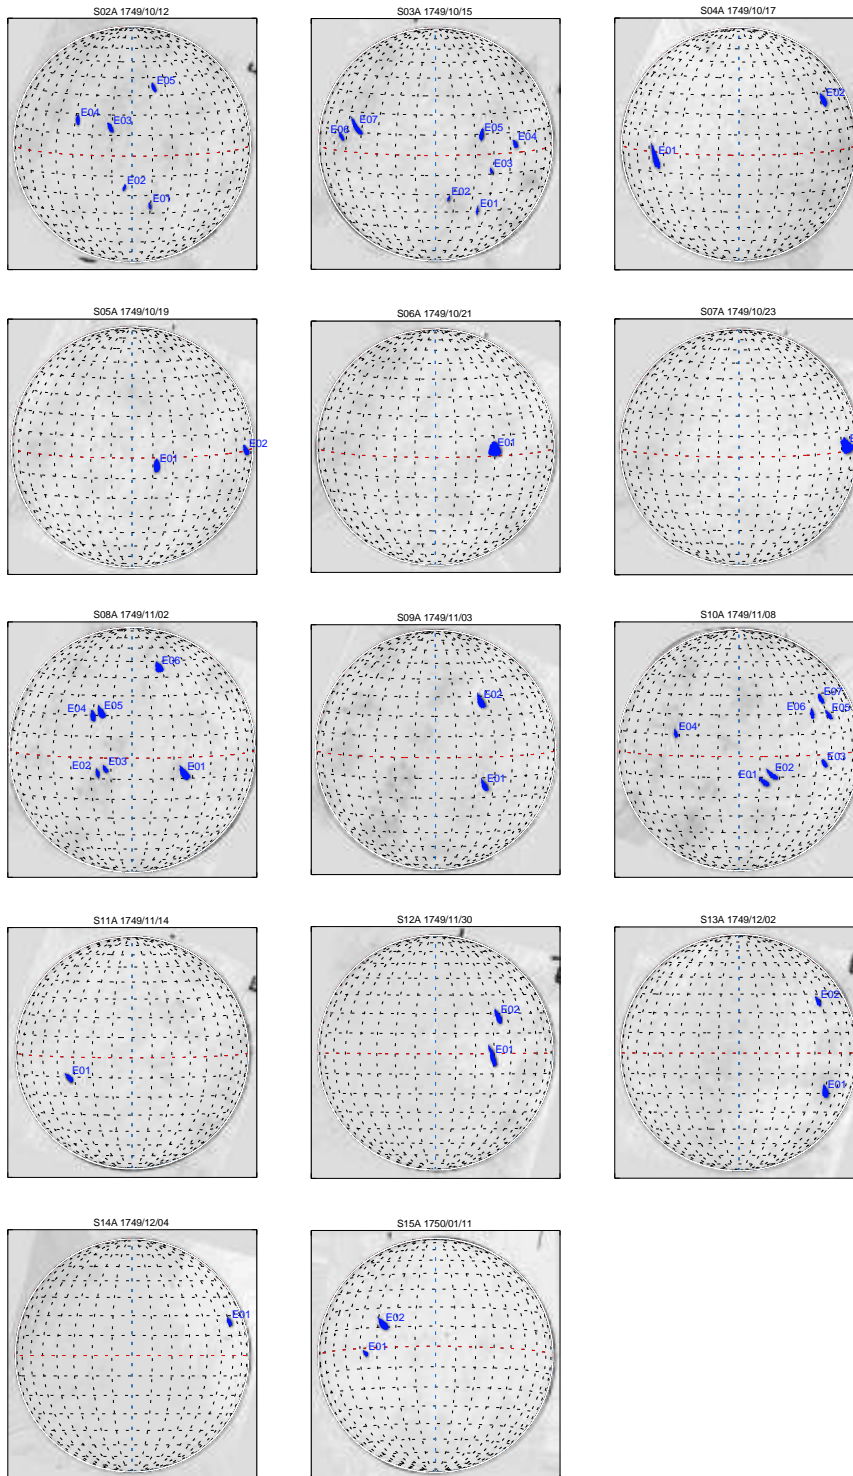 S02A 1749/10/12
E05
E04
E03
E02
E01
S03A 1749/10/15
E07
E06
E05
E04
E03
E02
E01
S04A 1749/10/17
E02
E01
S05A 1749/10/19
E02
E01
S06A 1749/10/21
E01
S07A 1749/10/23
S08A 1749/11/02
E06
E04
E05
E02
E03
E01
S09A 1749/11/03
E02
E01
S10A 1749/11/08
E07
E06
E05
E04
E03
E01
E02
S11A 1749/11/14
E01
S12A 1749/11/30
E02
E01
S13A 1749/12/02
E02
E01
S14A 1749/12/04
E01
S15A 1750/01/11
E02
E01